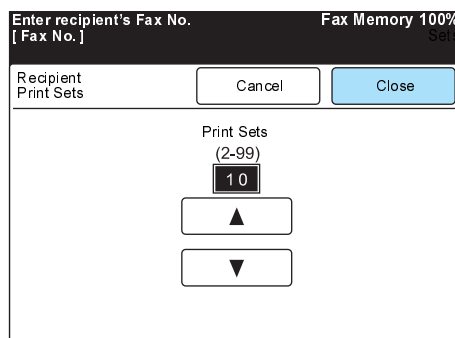 Enter recipient's Fax No. Fax Memory 100%
[ Fax No. ]
Recipient
Print Sets
Cancel
Close
Print Sets
(2-99)
10